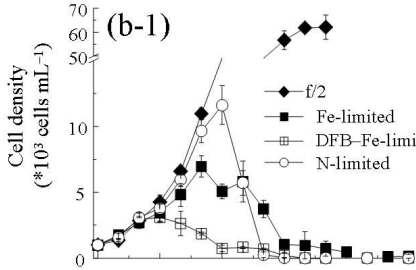 (b-1)
70
60
50
10
5
0
Cell density
(*10³ cells mL⁻¹)
f/2
Fe-limited
DFB–Fe-limi
N-limited